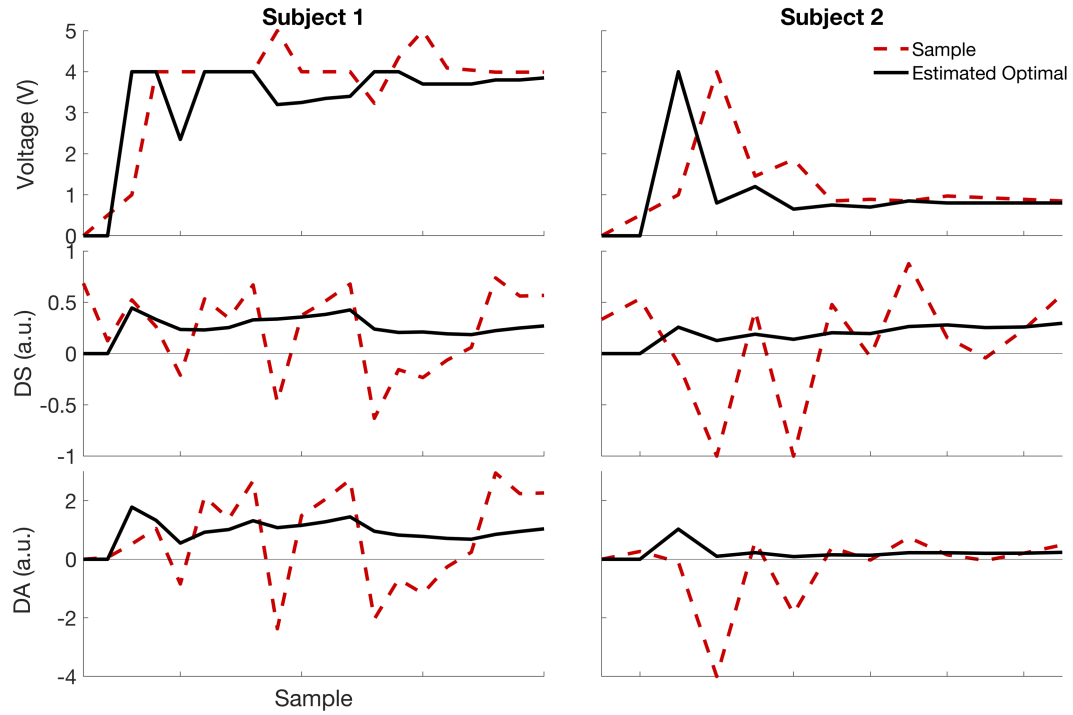 Subject 1
Subject 2
5
4
3
2
1
0
Voltage (V)
Sample
Estimated Optimal
1
0.5
0
-0.5
-1
DS (a.u.)
2
0
-2
-4
DA (a.u.)
Sample